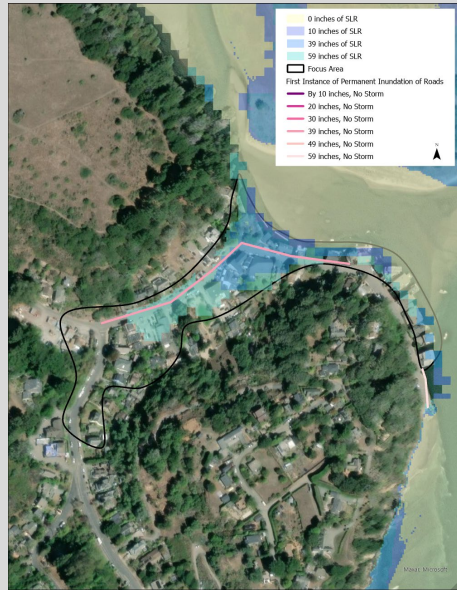 0 inches of SLR
10 inches of SLR
39 inches of SLR
59 inches of SLR
Focus Area
First Instance of Permanent Inundation of Roads
By 10 inches, No Storm
20 inches, No Storm
30 inches, No Storm
39 inches, No Storm
49 inches, No Storm
59 inches, No Storm
N
Maxar, Microsoft